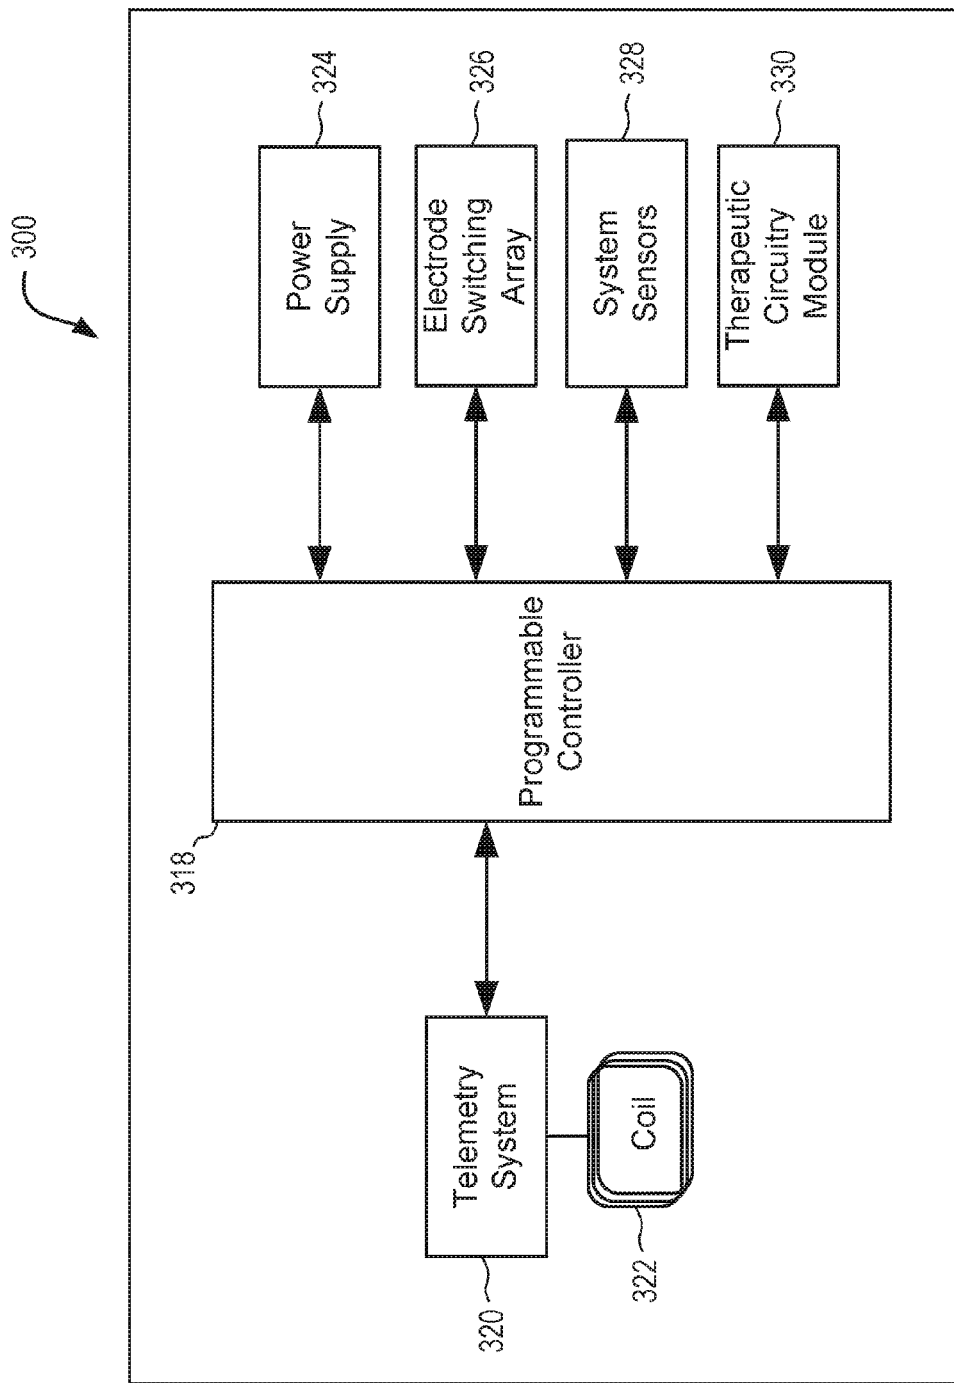 300
324
Power
Supply
326
Electrode
Switching
Array
328
System
Sensors
330
Therapeutic
Circuitry
Module
318
Programmable
Controller
320
Telemetry
System
322
Coil